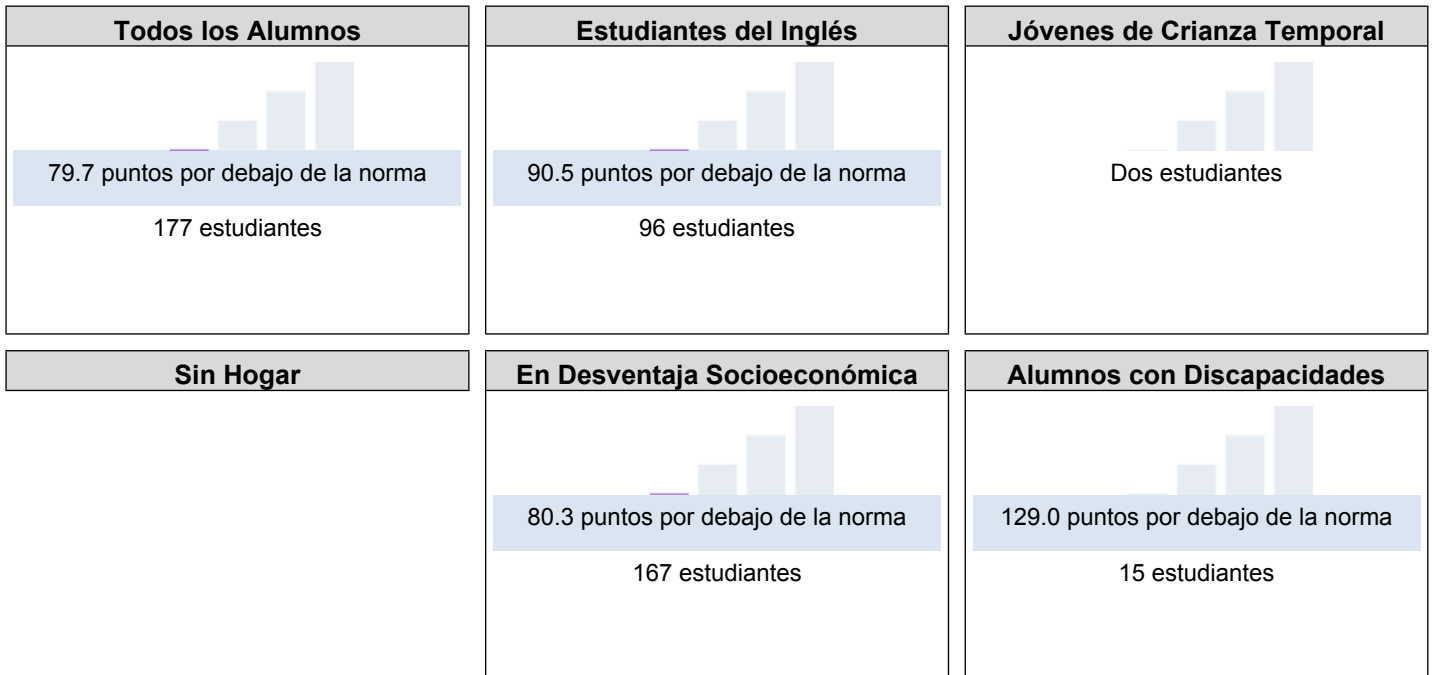 Todos los Alumnos
79.7 puntos por debajo de la norma
177 estudiantes
Estudiantes del Inglés
90.5 puntos por debajo de la norma
96 estudiantes
Jóvenes de Crianza Temporal
Dos estudiantes
Sin Hogar
En Desventaja Socioeconómica
80.3 puntos por debajo de la norma
167 estudiantes
Alumnos con Discapacidades
129.0 puntos por debajo de la norma
15 estudiantes